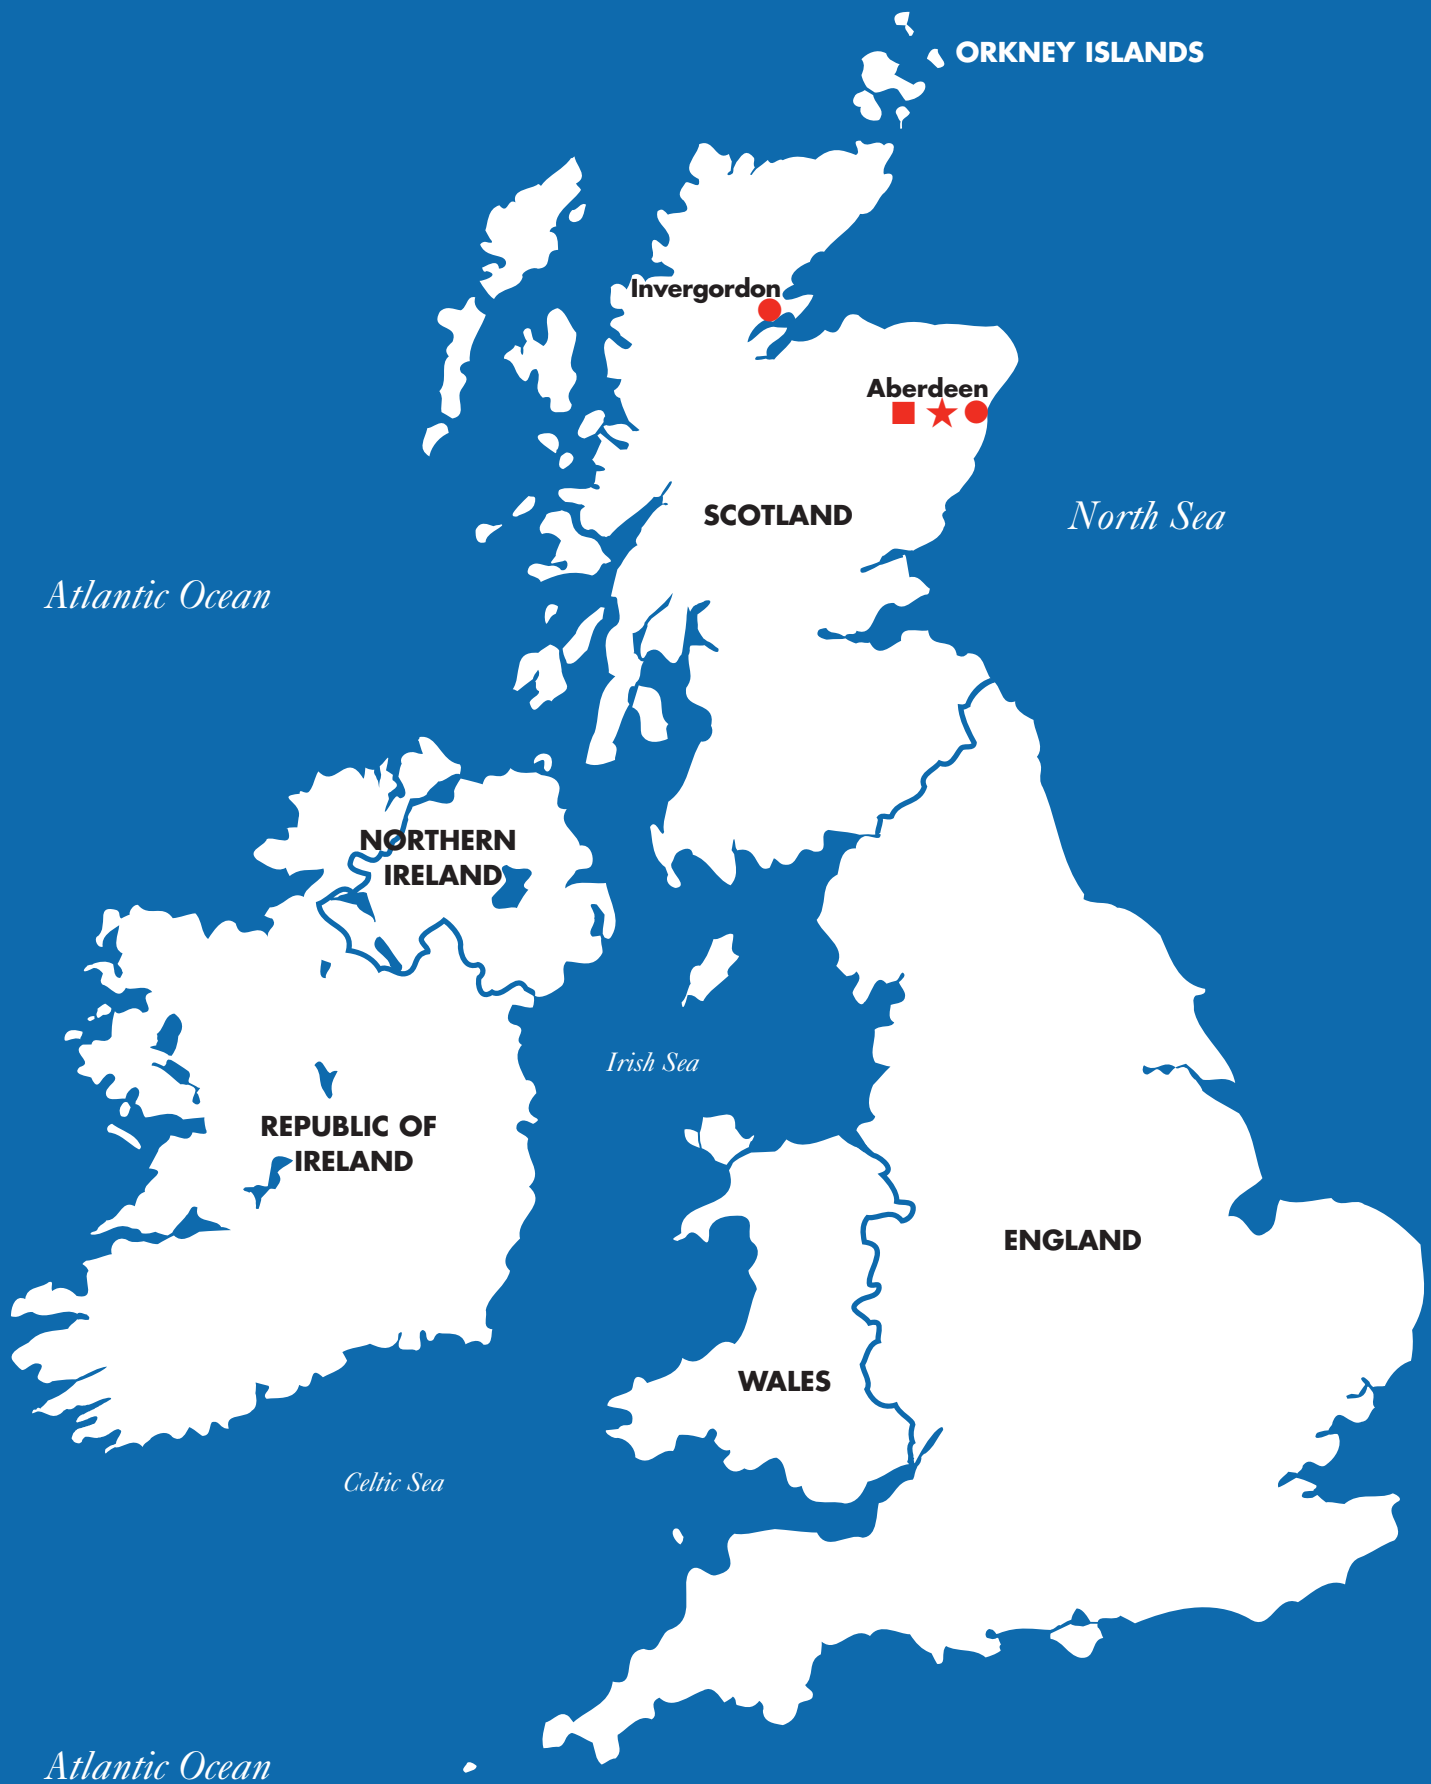 ORKNEY ISLANDS
Invergordon
Aberdeen
SCOTLAND
North Sea
Atlantic Ocean
NORTHERN
IRELAND
Irish Sea
REPUBLIC OF
IRELAND
ENGLAND
WALES
Celtic Sea
Atlantic Ocean